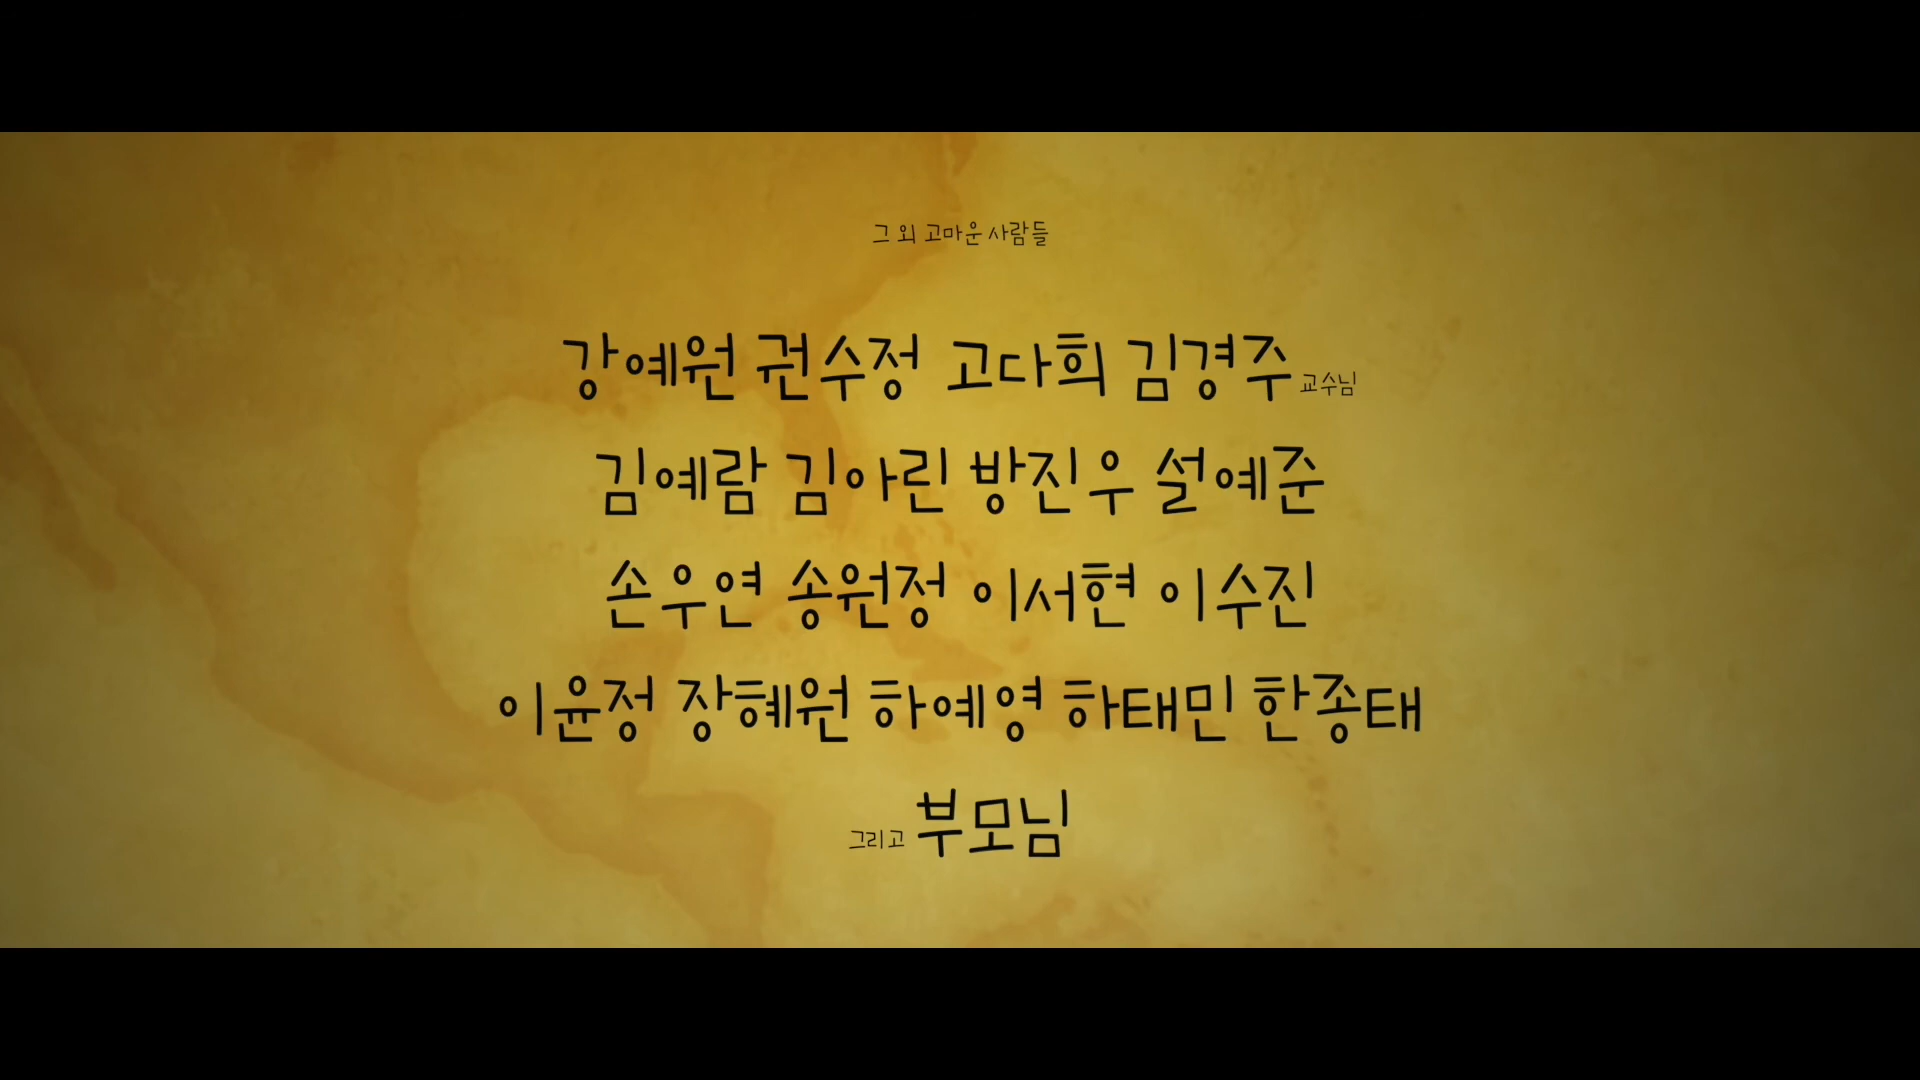 그 외 고마운 사람들
강예원 권수정 고다희 김경주 교수님
김예람 김아린 방진우 설예준
손우연 송원정 이서현 이수진
이윤정 장혜원 하예영 하태민 한종태
그리고 부모님